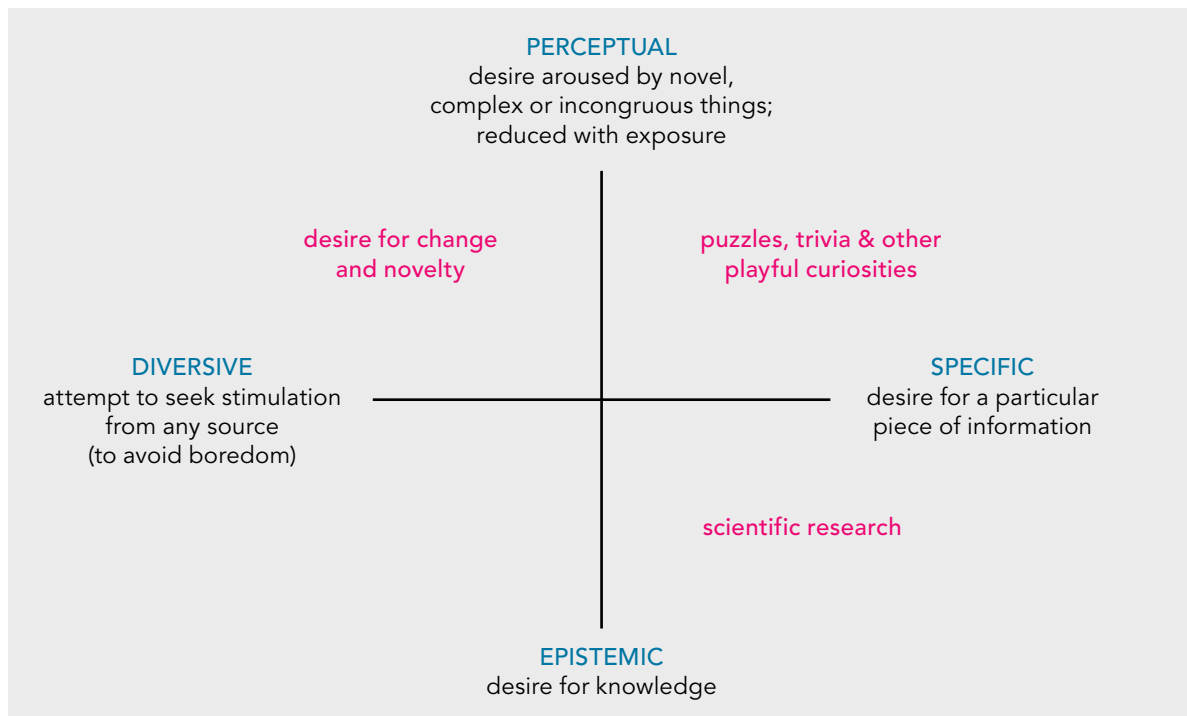 PERCEPTUAL
desire aroused by novel,
complex or incongruous things;
reduced with exposure
desire for change
and novelty
puzzles, trivia & other
playful curiosities
DIVERSIVE
attempt to seek stimulation
from any source
(to avoid boredom)
SPECIFIC
desire for a particular
piece of information
scientific research
EPISTEMIC
desire for knowledge